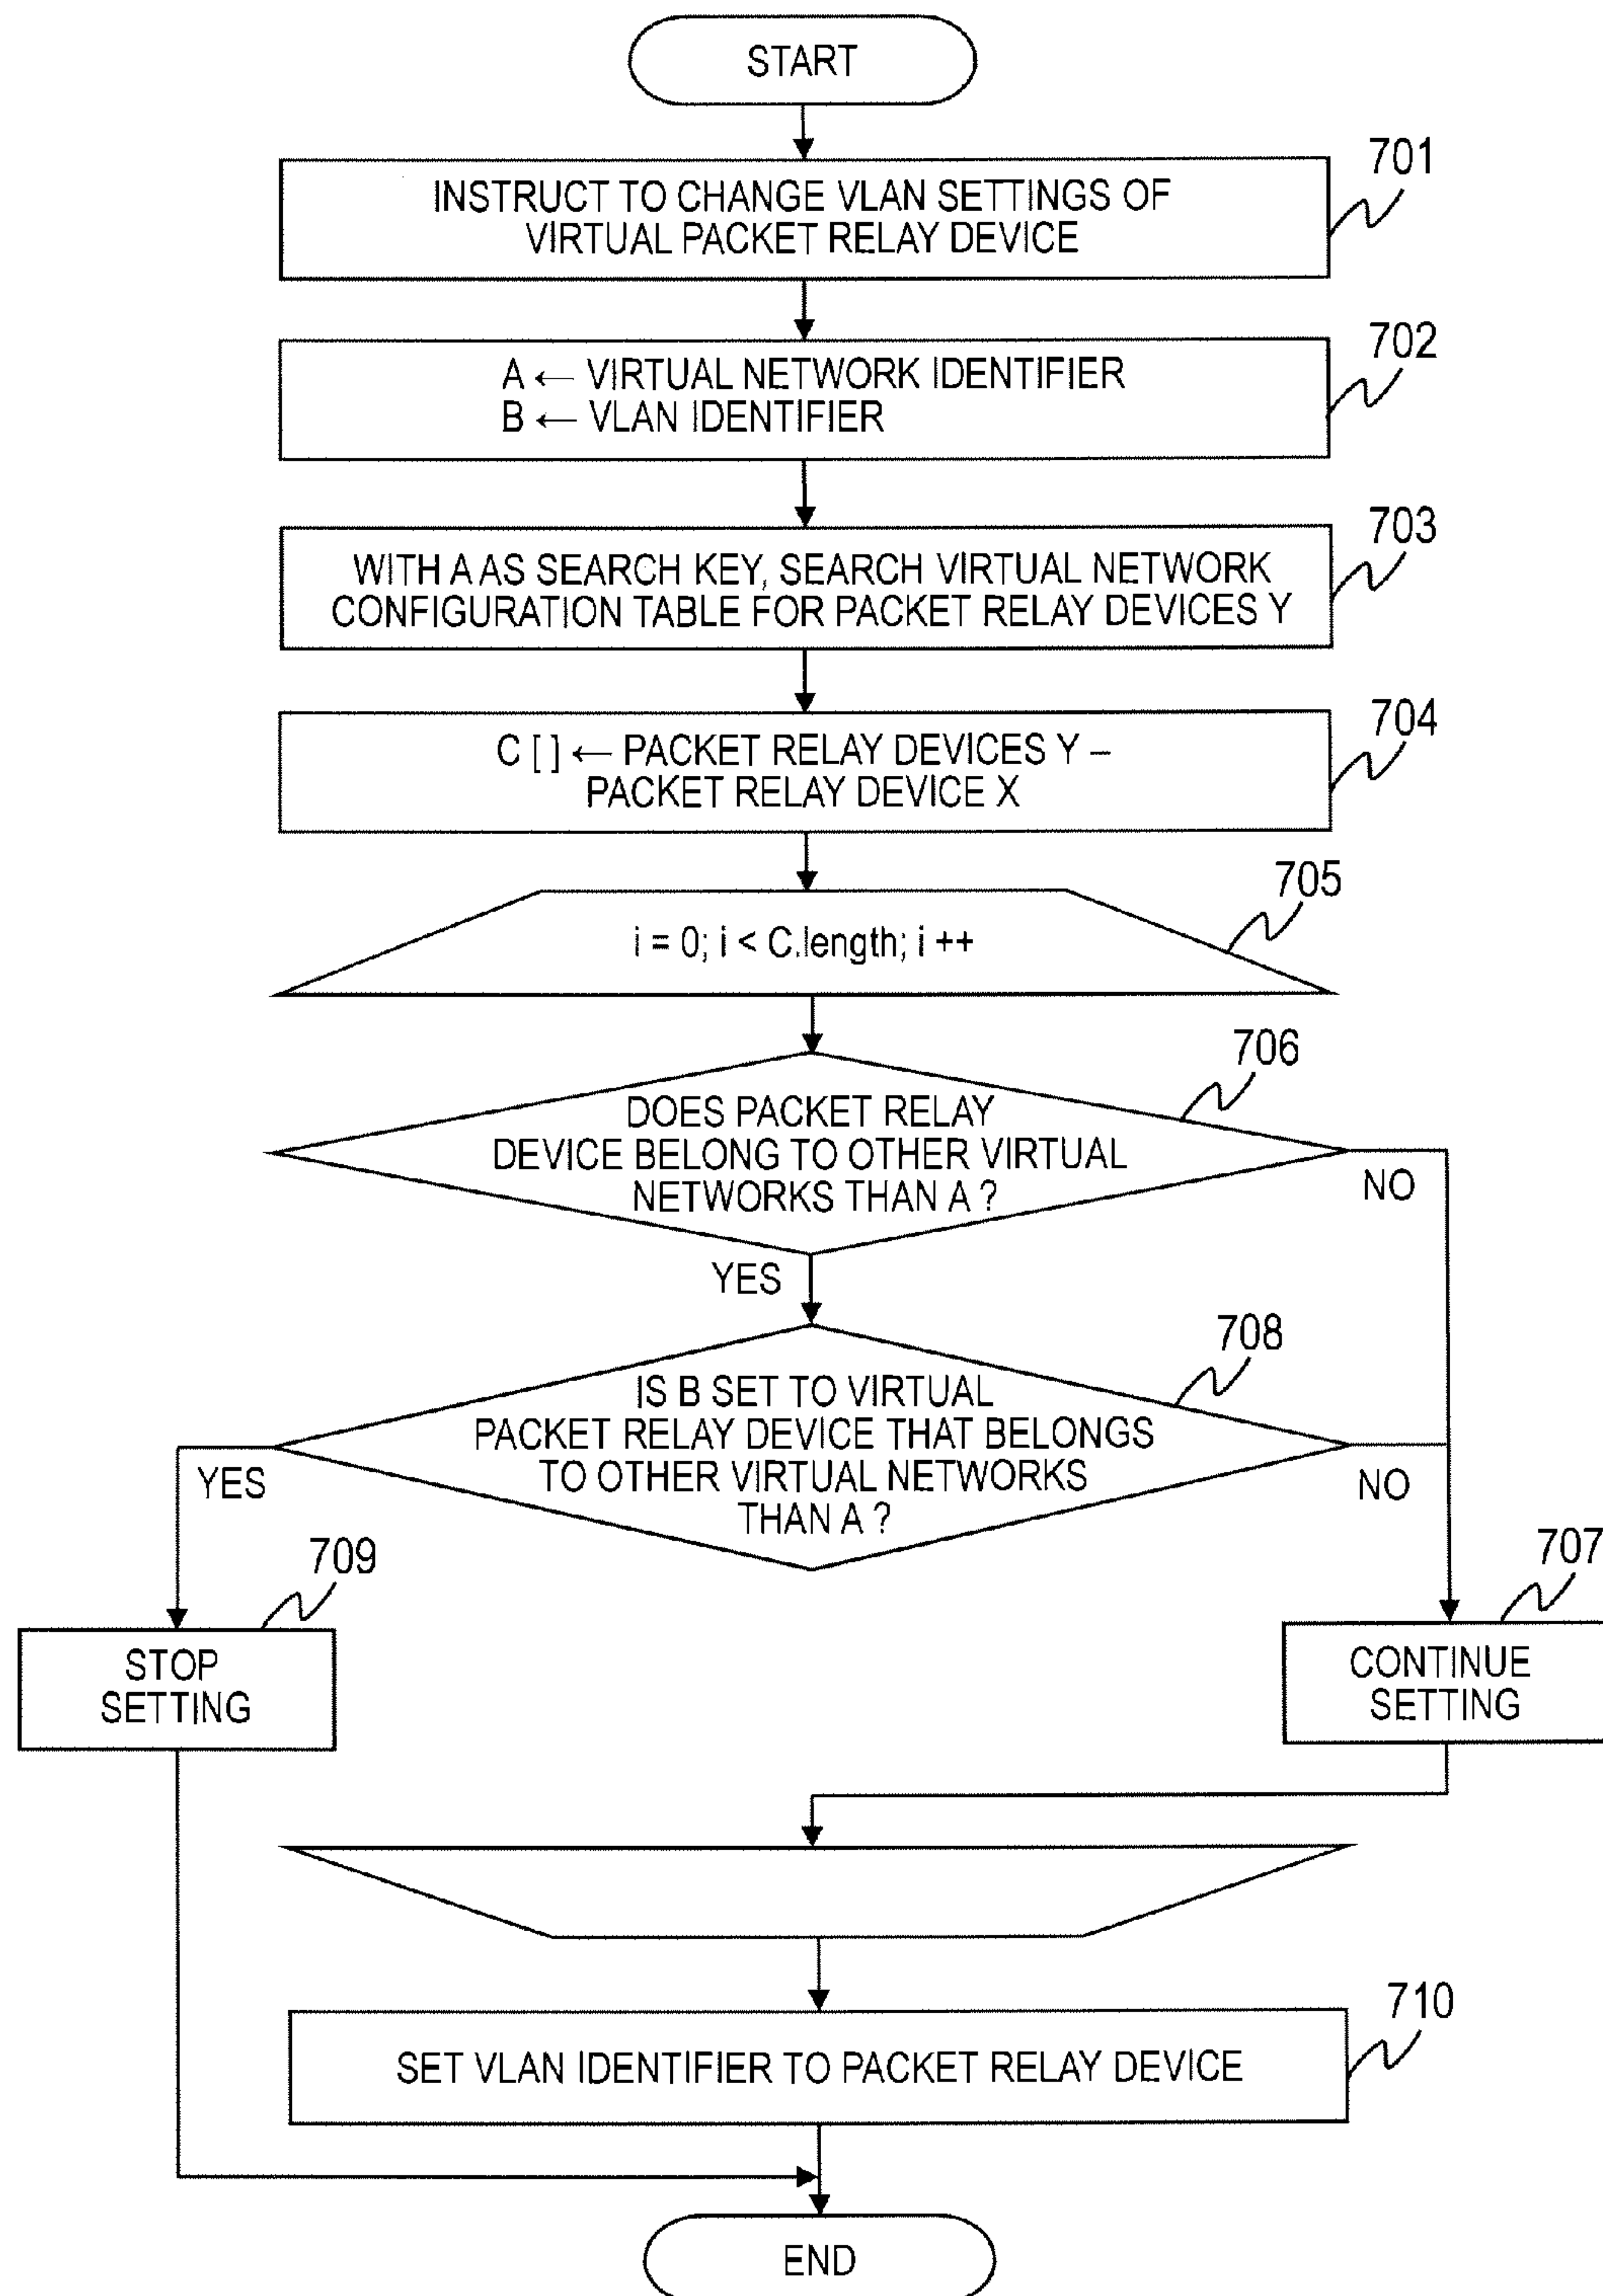 START
701
INSTRUCT TO CHANGE VLAN SETTINGS OF
VIRTUAL PACKET RELAY DEVICE
702
A ← VIRTUAL NETWORK IDENTIFIER
B ← VLAN IDENTIFIER
703
WITH A AS SEARCH KEY, SEARCH VIRTUAL NETWORK
CONFIGURATION TABLE FOR PACKET RELAY DEVICES Y
704
C [ ] ← PACKET RELAY DEVICES Y –
PACKET RELAY DEVICE X
705
i = 0; i < C.length; i ++
706
DOES PACKET RELAY
DEVICE BELONG TO OTHER VIRTUAL
NETWORKS THAN A ?
NO
YES
708
IS B SET TO VIRTUAL
PACKET RELAY DEVICE THAT BELONGS
TO OTHER VIRTUAL NETWORKS
THAN A ?
YES
NO
709
STOP
SETTING
707
CONTINUE
SETTING
710
SET VLAN IDENTIFIER TO PACKET RELAY DEVICE
END